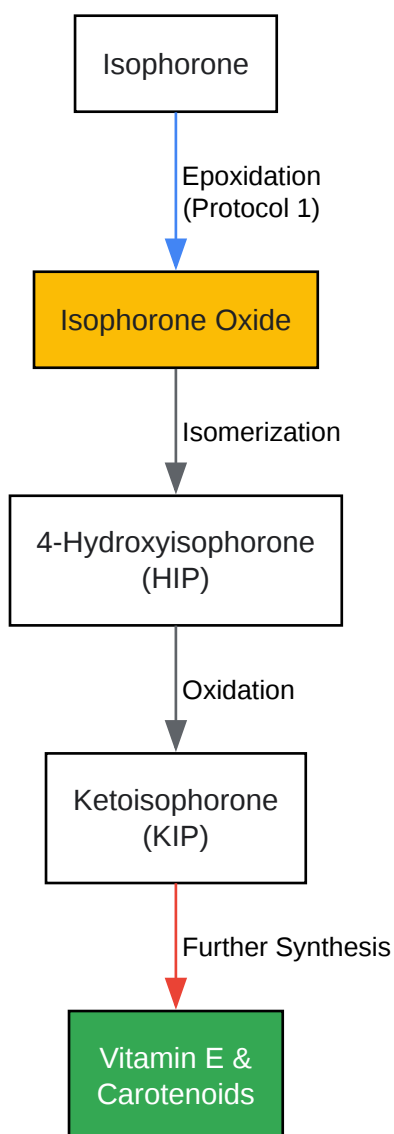 Isophorone
Epoxidation
(Protocol 1)
Isophorone Oxide
Isomerization
4-Hydroxyisophorone
(HIP)
Oxidation
Ketoisophorone
(KIP)
Further Synthesis
Vitamin E &
Carotenoids